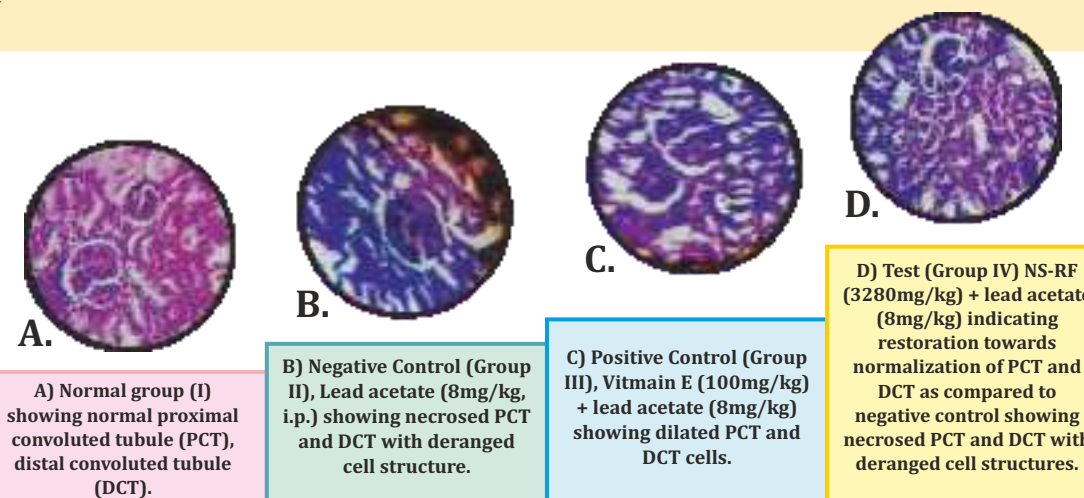 A.
B.
C.
D.
A) Normal group (I)
showing normal proximal
convoluted tubule (PCT),
distal convoluted tubule
(DCT).
B) Negative Control (Group
II), Lead acetate (8mg/kg,
i.p.) showing necrosed PCT
and DCT with deranged
cell structure.
C) Positive Control (Group
III), Vitmain E (100mg/kg)
+ lead acetate (8mg/kg)
showing dilated PCT and
DCT cells.
D) Test (Group IV) NS-RF
(3280mg/kg) + lead acetate
(8mg/kg) indicating
restoration towards
normalization of PCT and
DCT as compared to
negative control showing
necrosed PCT and DCT with
deranged cell structures.